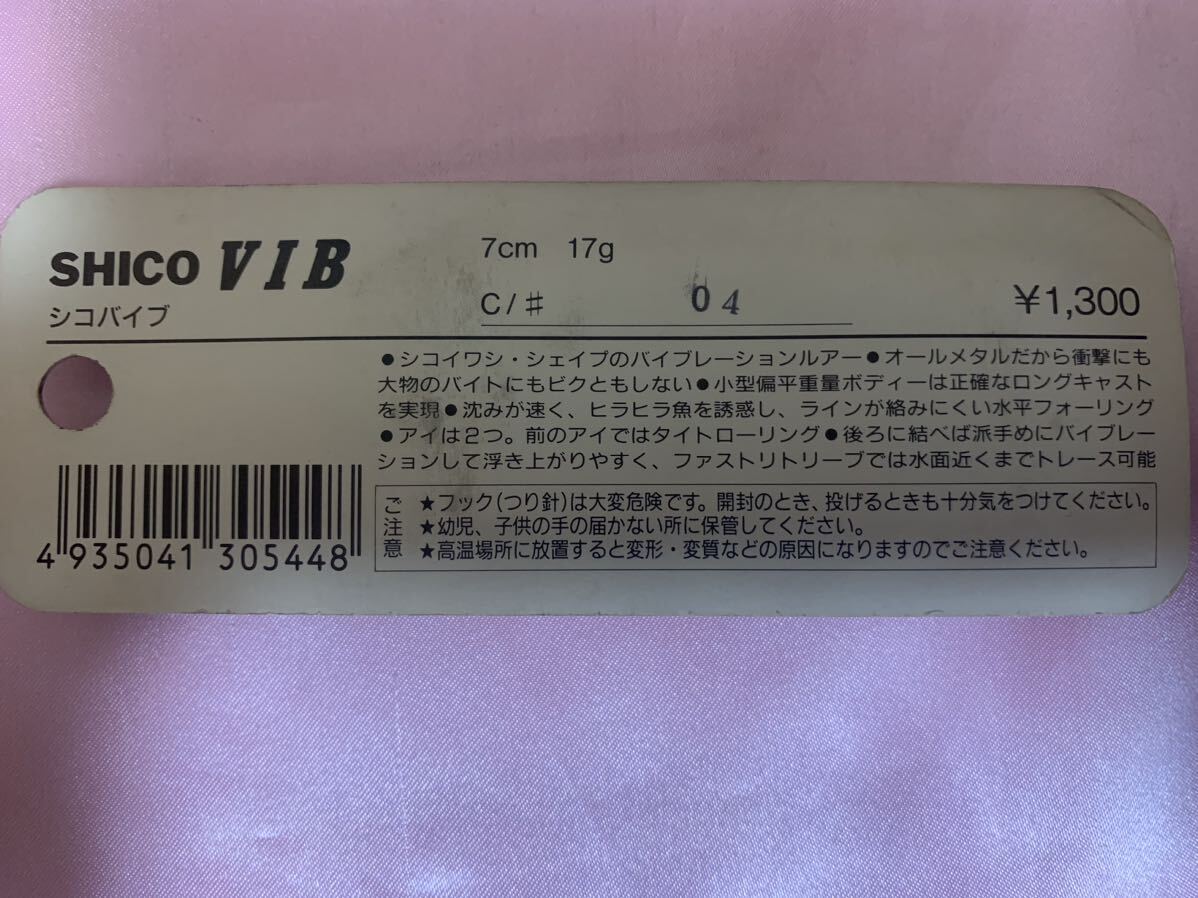 SHICO VIB
シコバイブ
7cm 17g
C/♯ 04
¥1,300
●シコイワシ・シェイプのバイブレーションルアー●オールメタルだから衝撃にも
大物のバイトにもビクともしない●小型偏平重量ボディーは正確なロングキャスト
を実現●沈みが速く、ヒラヒラ魚を誘惑し、ラインが絡みにくい水平フォーリング
●アイは2つ。前のアイではタイトローリング●後ろに結べば派手めにバイブレー
ションして浮き上がりやすく、ファストリトリーブでは水面近くまでトレース可能
ご注意
★フック(つり針)は大変危険です。開封のとき、投げるときも十分気をつけてください。
★幼児、子供の手の届かない所に保管してください。
★高温場所に放置すると変形・変質などの原因になりますのでご注意ください。
4 935041 305448